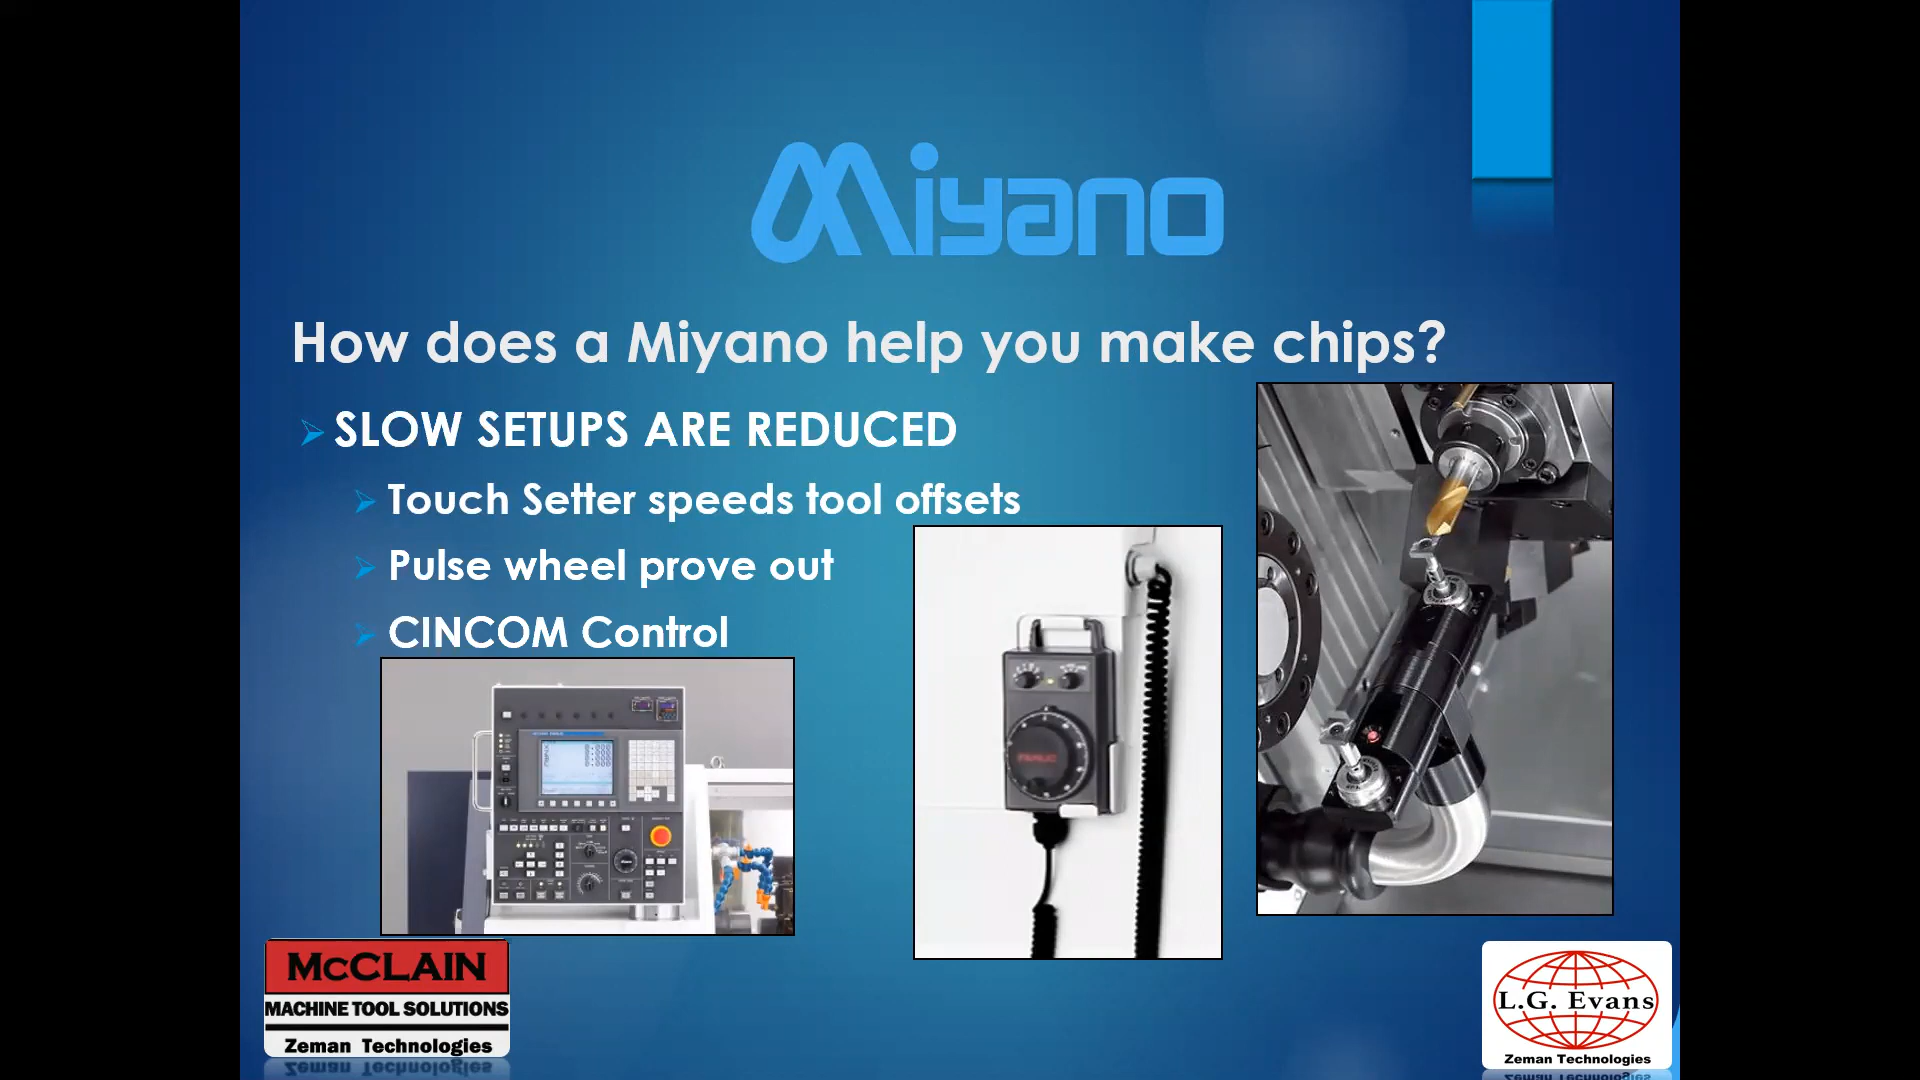 Miyano
How does a Miyano help you make chips?
SLOW SETUPS ARE REDUCED
Touch Setter speeds tool offsets
Pulse wheel prove out
CINCOM Control
FANUC
McCLAIN
MACHINE TOOL SOLUTIONS
Zeman Technologies
L.G. Evans
Zeman Technologies